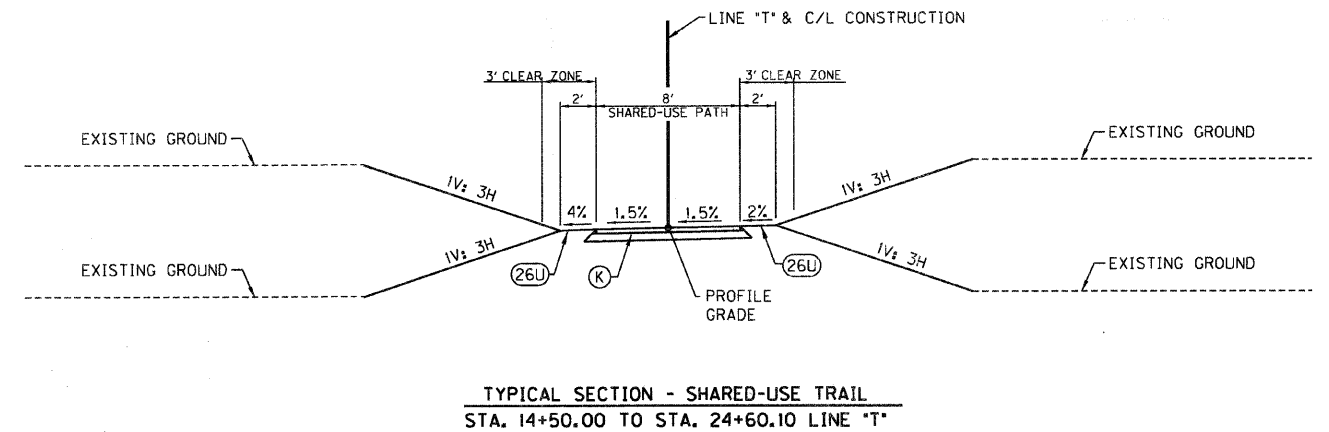 LINE "T" & C/L CONSTRUCTION
3' CLEAR ZONE
3' CLEAR ZONE
2'
8'
2'
SHARED-USE PATH
EXISTING GROUND
EXISTING GROUND
1V: 3H
1V: 3H
4%
1.5%
1.5%
2%
1V: 3H
1V: 3H
EXISTING GROUND
EXISTING GROUND
26U
K
26U
PROFILE
GRADE
TYPICAL SECTION - SHARED-USE TRAIL
STA. 14+50.00 TO STA. 24+60.10 LINE "T"